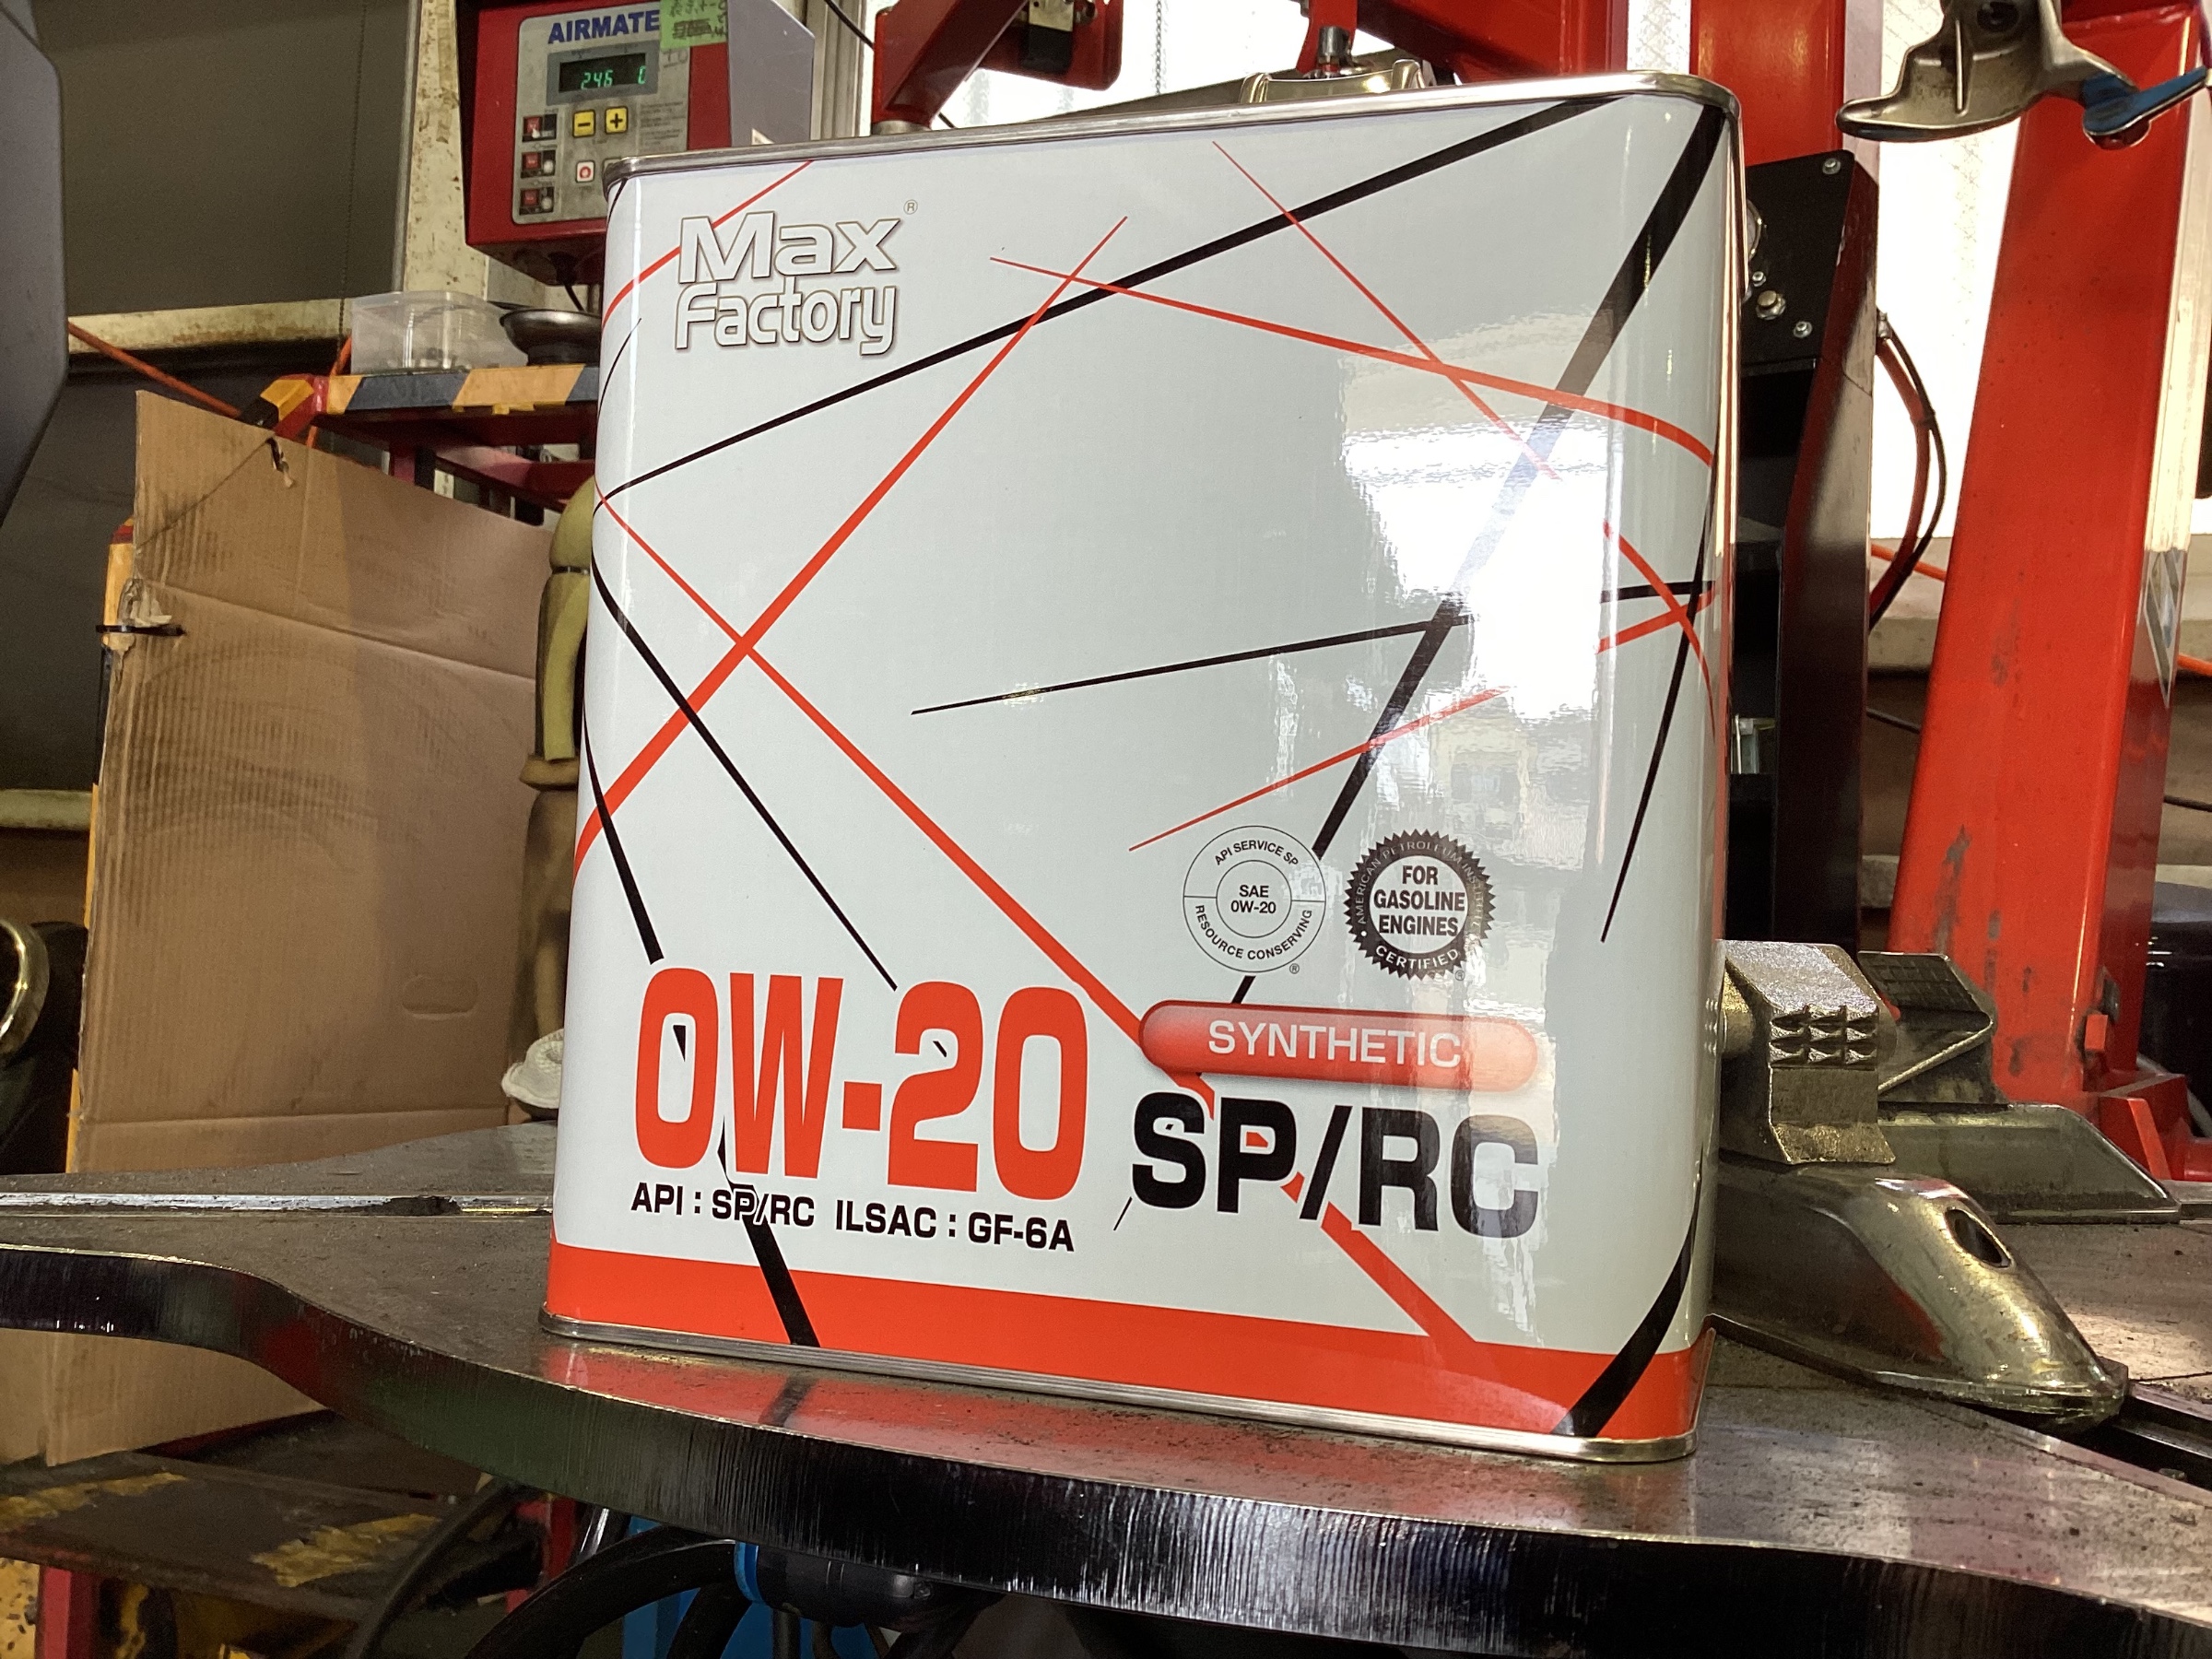 AIRMATE
246 C
Max
Factory
®
API SERVICE SP
SAE
0W-20
RESOURCE CONSERVING
®
AMERICAN PETROLEUM INSTITUTE
FOR
GASOLINE
ENGINES
CERTIFIED
®
0W-20
SYNTHETIC
SP/RC
API : SP/RC ILSAC : GF-6A